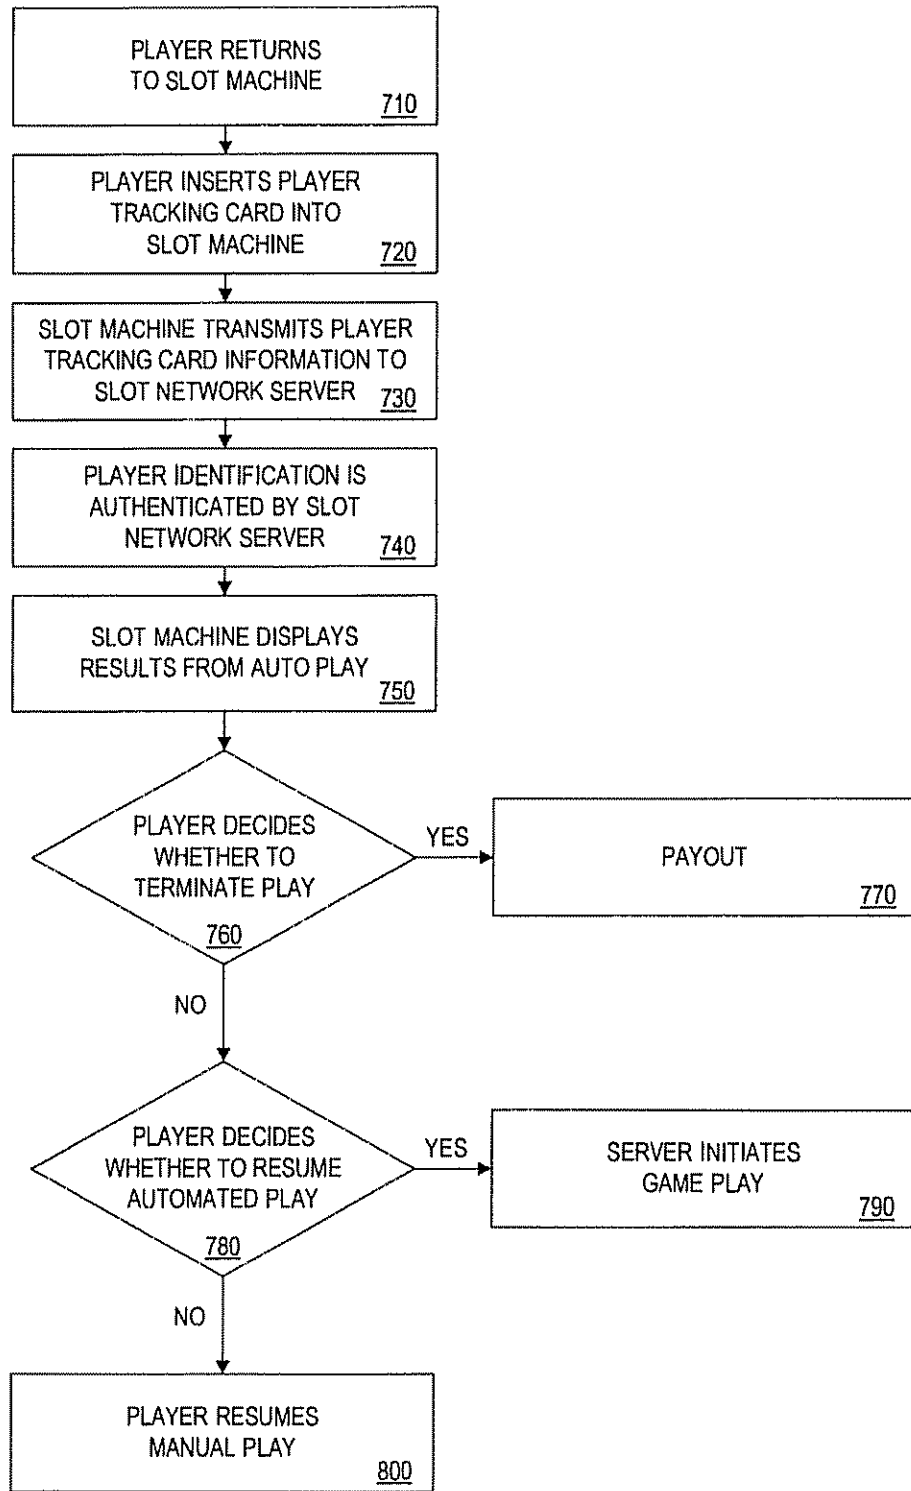 PLAYER RETURNS
TO SLOT MACHINE
710
PLAYER INSERTS PLAYER
TRACKING CARD INTO
SLOT MACHINE
720
SLOT MACHINE TRANSMITS PLAYER
TRACKING CARD INFORMATION TO
SLOT NETWORK SERVER
730
PLAYER IDENTIFICATION IS
AUTHENTICATED BY SLOT
NETWORK SERVER
740
SLOT MACHINE DISPLAYS
RESULTS FROM AUTO PLAY
750
PLAYER DECIDES
WHETHER TO
TERMINATE PLAY
760
YES
PAYOUT
770
NO
PLAYER DECIDES
WHETHER TO RESUME
AUTOMATED PLAY
780
YES
SERVER INITIATES
GAME PLAY
790
NO
PLAYER RESUMES
MANUAL PLAY
800